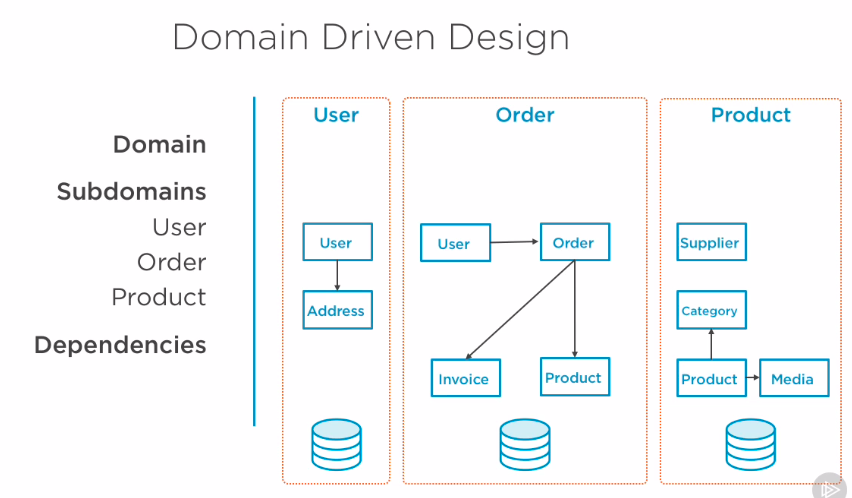 Domain Driven Design
Domain
Subdomains
User
Order
Product
Dependencies
User
User
Address
Order
User
Order
Invoice
Product
Product
Supplier
Category
Product
Media